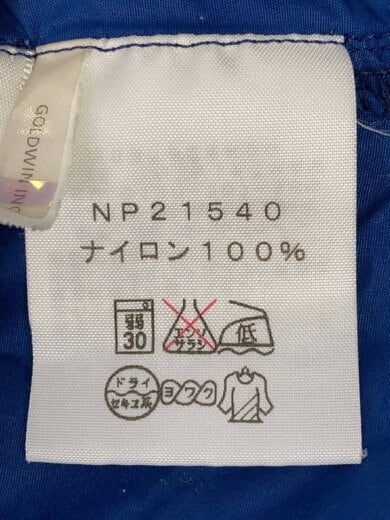 GOLDWIN INC
NP21540
ナイロン100%
弱
30
エンソ
サラシ
低
ドライ
セキユ系
ヨワク